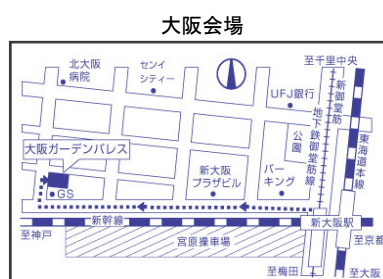 大阪会場
至千里中央
北大阪
病院
センイ
シティー
UFJ銀行
新御堂筋
地下鉄御堂筋線
東海道本線
公園
大阪ガーデンパレス
GS
新大阪
プラザビル
パー
キング
新幹線
新大阪駅
至神戸
宮原操車場
至京都
至梅田
至大阪